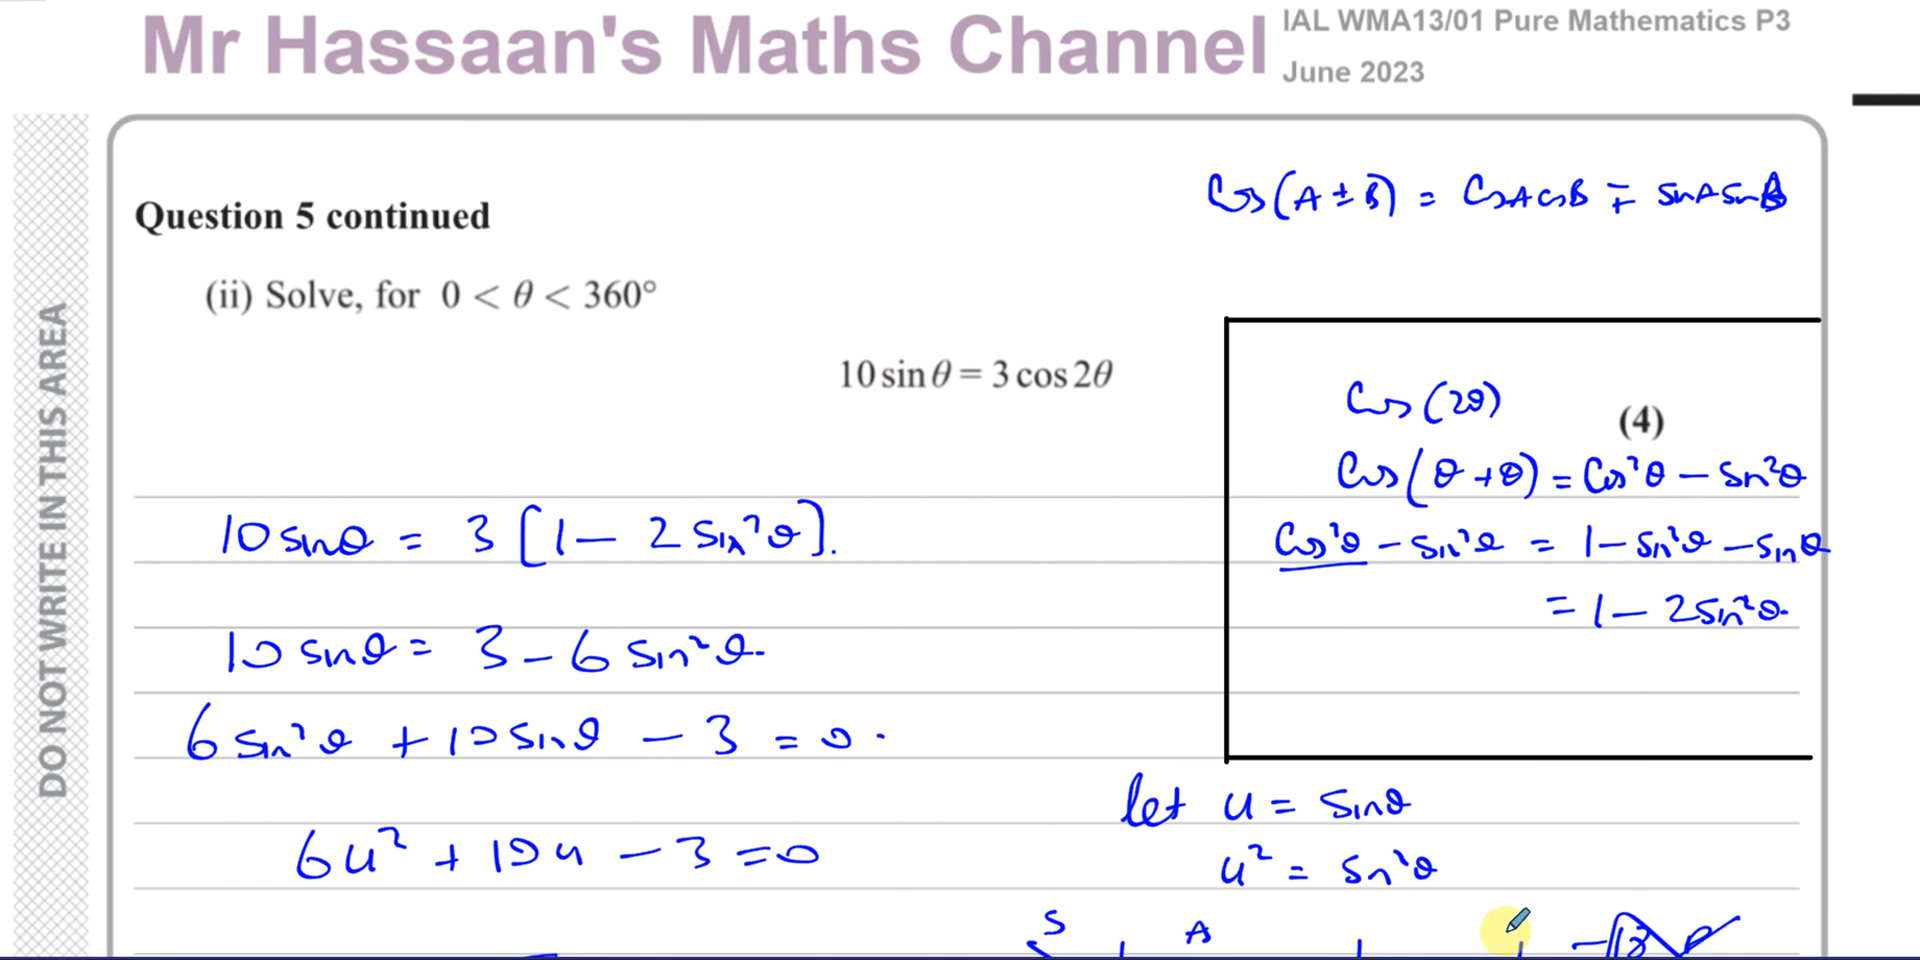 Mr Hassaan's Maths Channel
IAL WMA13/01 Pure Mathematics P3
June 2023
DO NOT WRITE IN THIS AREA
Cos(A ± B) = CosAcosB ∓ sinAsinB
Question 5 continued
(ii) Solve, for 0 < θ < 360°
10 sin θ = 3 cos 2θ
(4)
Cos(2θ)
Cos(θ+θ) = Cos²θ − Sin²θ
Cos²θ − Sin²θ = 1 − Sin²θ − Sin²θ
= 1 − 2Sin²θ.
10 sinθ = 3 [1 − 2 Sin²θ].
10 sinθ = 3 − 6 Sin²θ.
6 Sin²θ + 10 Sinθ − 3 = 0.
let u = Sinθ
u² = Sin²θ
6u² + 10u − 3 = 0
S A